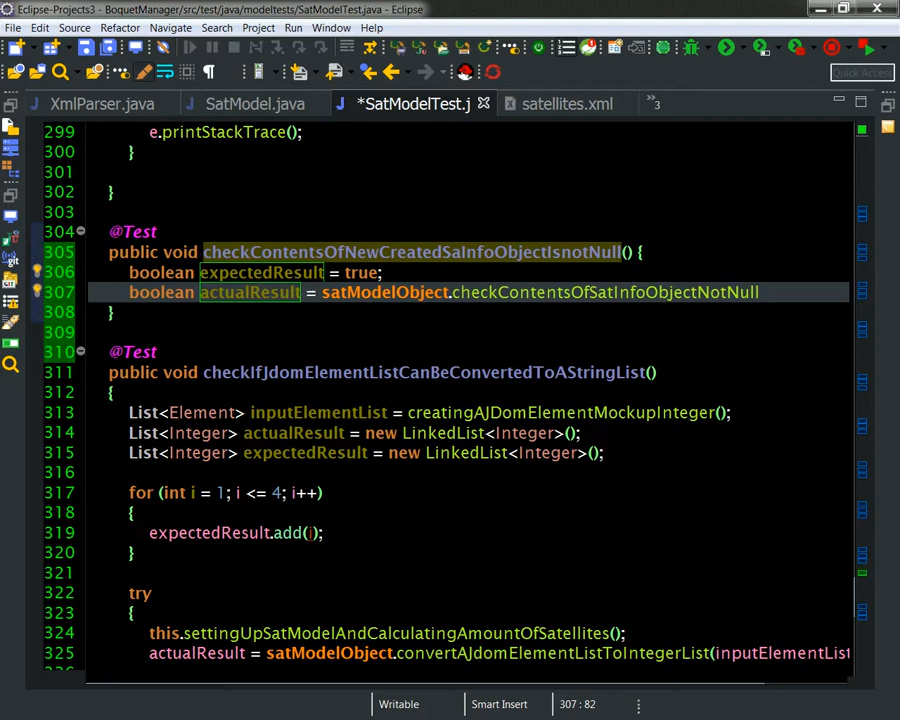 Eclipse-Projects3 - BoquetManager/src/test/java/modeltests/SatModelTest.java - Eclipse
File Edit Source Refactor Navigate Search Project Run Window Help
Quick Access
XmlParser.java SatModel.java *SatModelTest.j satellites.xml »3
299 e.printStackTrace();
300 }
301
302 }
303
304 @Test
305 public void checkContentsOfNewCreatedSaInfoObjectIsnotNull() {
306 boolean expectedResult = true;
307 boolean actualResult = satModelObject.checkContentsOfSatInfoObjectNotNull
308 }
309
310 @Test
311 public void checkIfJdomElementListCanBeConvertedToAStringList()
312 {
313 List<Element> inputElementList = creatingAJDomElementMockupInteger();
314 List<Integer> actualResult = new LinkedList<Integer>();
315 List<Integer> expectedResult = new LinkedList<Integer>();
316
317 for (int i = 1; i <= 4; i++)
318 {
319 expectedResult.add(i);
320 }
321
322 try
323 {
324 this.settingUpSatModelAndCalculatingAmountOfSatellites();
325 actualResult = satModelObject.convertAJdomElementListToIntegerList(inputElementList
Writable Smart Insert 307 : 82